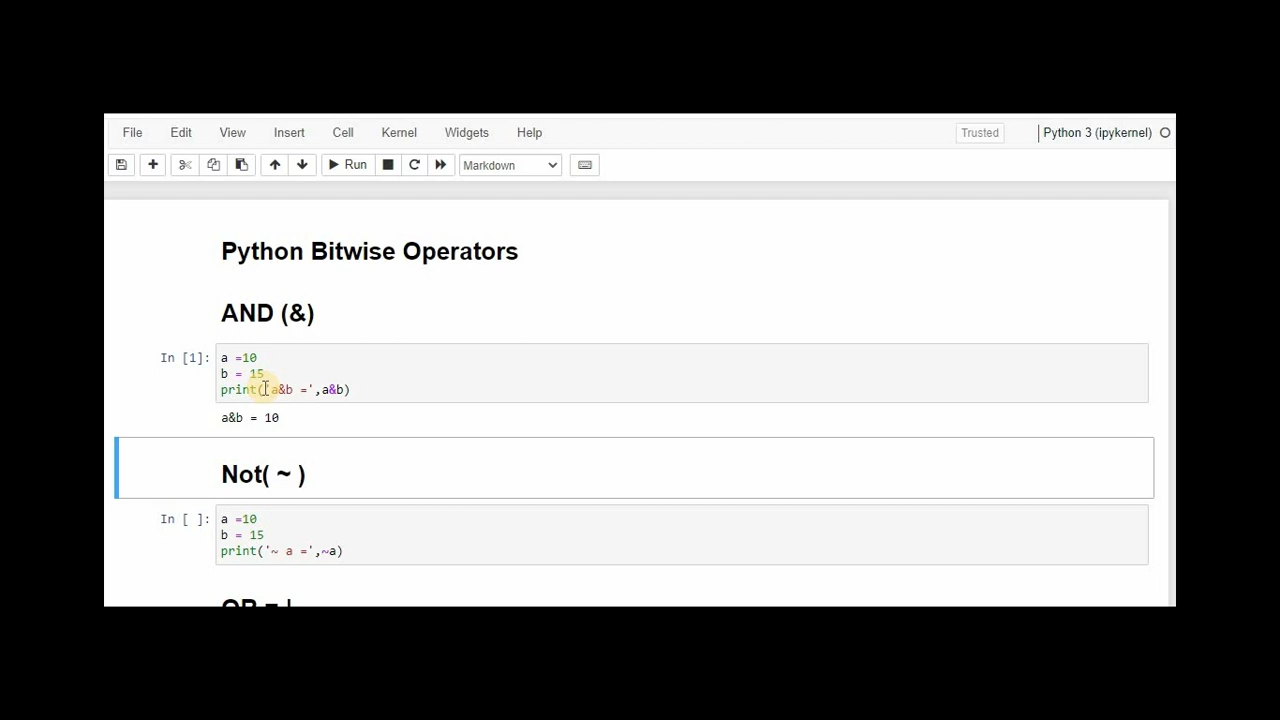 File Edit View Insert Cell Kernel Widgets Help Trusted Python 3 (ipykernel)
Run Markdown
Python Bitwise Operators
AND (&)
In [1]: a =10
b = 15
print('a&b =',a&b)
a&b = 10
Not( ~ )
In [ ]: a =10
b = 15
print('~ a =',~a)
OR = |